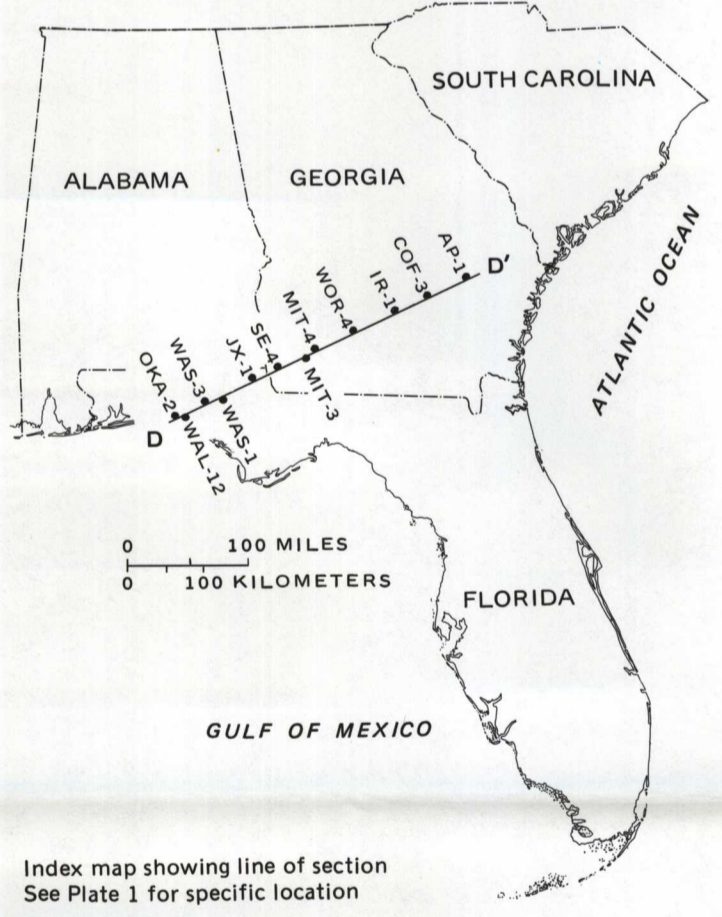 SOUTH CAROLINA
ALABAMA
GEORGIA
ATLANTIC OCEAN
AP-1
D'
COF-3
IR-1
WOR-4
MIT-4
MIT-3
SE-4
JX-1
WAS-3
WAS-1
OKA-2
WAL-12
D
0 100 MILES
0 100 KILOMETERS
FLORIDA
GULF OF MEXICO
Index map showing line of section
See Plate 1 for specific location